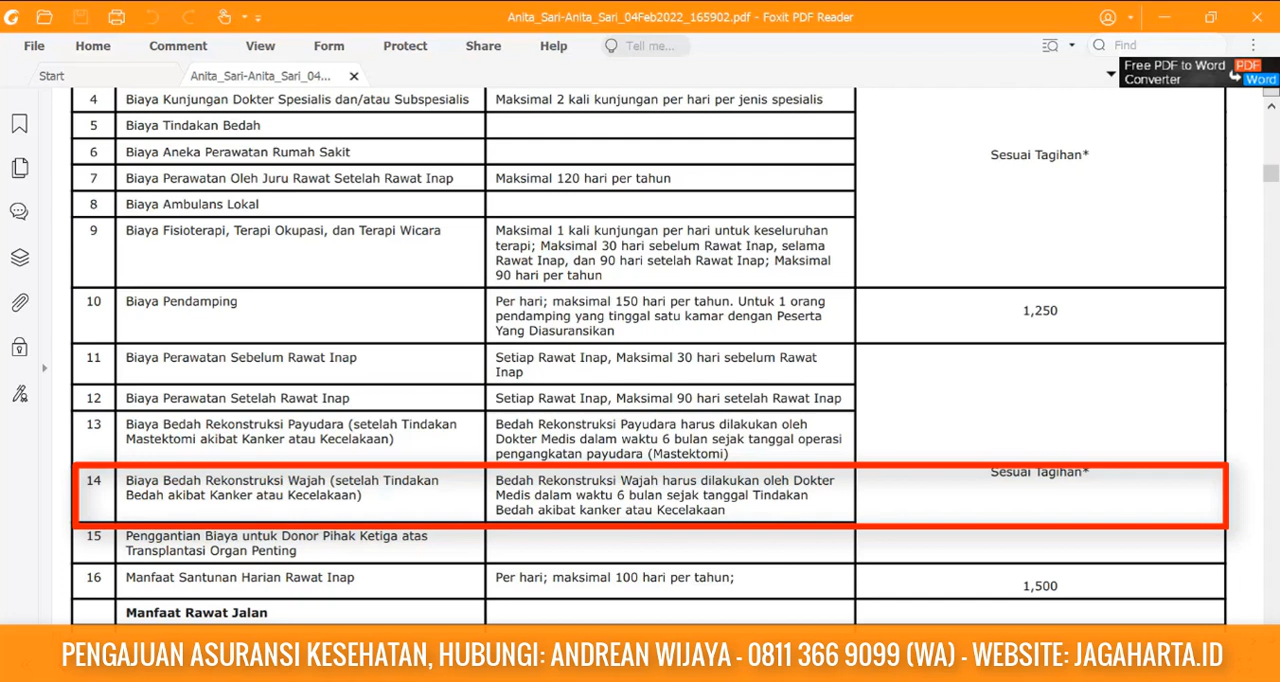 Anita_Sari-Anita_Sari_04Feb2022_165902.pdf - Foxit PDF Reader
File Home Comment View Form Protect Share Help Tell me... Find
Start Anita_Sari-Anita_Sari_04...
Free PDF to Word
Converter
PDF
Word
4 Biaya Kunjungan Dokter Spesialis dan/atau Subspesialis Maksimal 2 kali kunjungan per hari per jenis spesialis
5 Biaya Tindakan Bedah
6 Biaya Aneka Perawatan Rumah Sakit
Sesuai Tagihan*
7 Biaya Perawatan Oleh Juru Rawat Setelah Rawat Inap Maksimal 120 hari per tahun
8 Biaya Ambulans Lokal
9 Biaya Fisioterapi, Terapi Okupasi, dan Terapi Wicara Maksimal 1 kali kunjungan per hari untuk keseluruhan
terapi; Maksimal 30 hari sebelum Rawat Inap, selama
Rawat Inap, dan 90 hari setelah Rawat Inap; Maksimal
90 hari per tahun
10 Biaya Pendamping Per hari; maksimal 150 hari per tahun. Untuk 1 orang
pendamping yang tinggal satu kamar dengan Peserta
Yang Diasuransikan
1,250
11 Biaya Perawatan Sebelum Rawat Inap Setiap Rawat Inap, Maksimal 30 hari sebelum Rawat
Inap
12 Biaya Perawatan Setelah Rawat Inap Setiap Rawat Inap, Maksimal 90 hari setelah Rawat Inap
13 Biaya Bedah Rekonstruksi Payudara (setelah Tindakan Bedah Rekonstruksi Payudara harus dilakukan oleh
Mastektomi akibat Kanker atau Kecelakaan) Dokter Medis dalam waktu 6 bulan sejak tanggal operasi
pengangkatan payudara (Mastektomi)
Sesuai Tagihan*
14 Biaya Bedah Rekonstruksi Wajah (setelah Tindakan Bedah Rekonstruksi Wajah harus dilakukan oleh Dokter
Bedah akibat Kanker atau Kecelakaan) Medis dalam waktu 6 bulan sejak tanggal Tindakan
Bedah akibat kanker atau Kecelakaan
15 Penggantian Biaya untuk Donor Pihak Ketiga atas
Transplantasi Organ Penting
16 Manfaat Santunan Harian Rawat Inap Per hari; maksimal 100 hari per tahun;
1,500
Manfaat Rawat Jalan
PENGAJUAN ASURANSI KESEHATAN, HUBUNGI: ANDREAN WIJAYA - 0811 366 9099 (WA) - WEBSITE: JAGAHARTA.ID